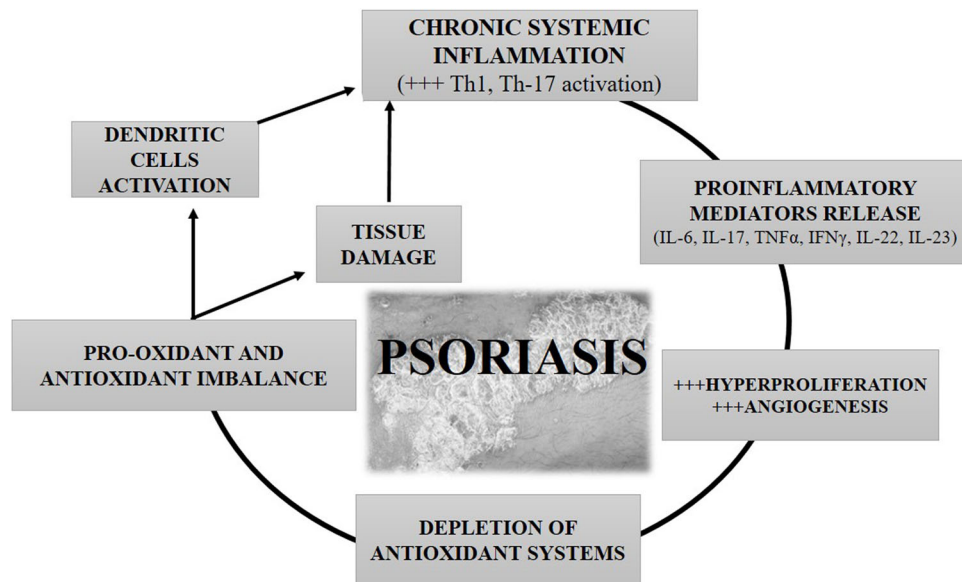 CHRONIC SYSTEMIC
INFLAMMATION
(+++ Th1, Th-17 activation)
DENDRITIC
CELLS
ACTIVATION
PROINFLAMMATORY
MEDIATORS RELEASE
(IL-6, IL-17, TNFα, IFNγ, IL-22, IL-23)
TISSUE
DAMAGE
PRO-OXIDANT AND
ANTIOXIDANT IMBALANCE
PSORIASIS
+++HYPERPROLIFERATION
+++ANGIOGENESIS
DEPLETION OF
ANTIOXIDANT SYSTEMS